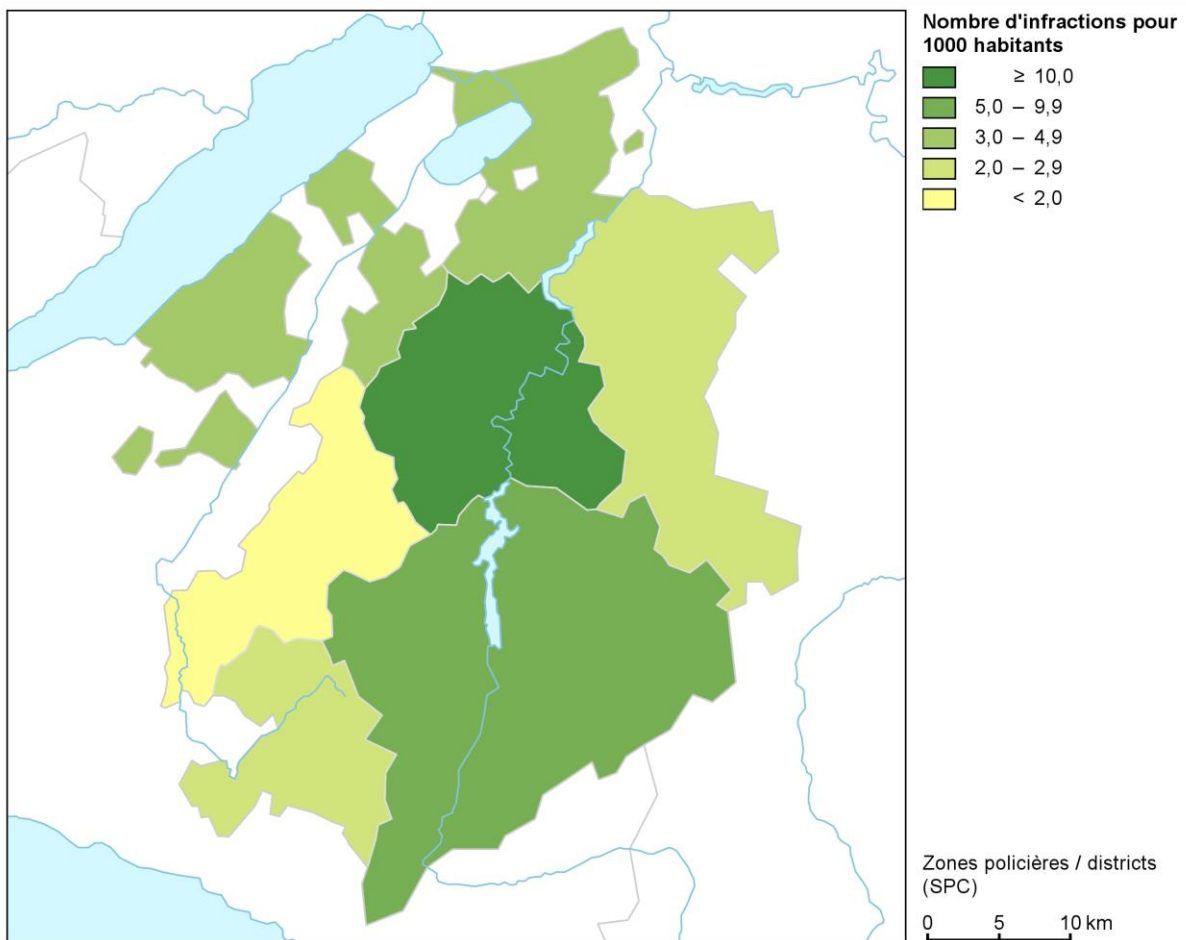 Nombre d'infractions pour
1000 habitants
≥ 10,0
5,0 – 9,9
3,0 – 4,9
2,0 – 2,9
< 2,0
Zones policières / districts
(SPC)
0 5 10 km